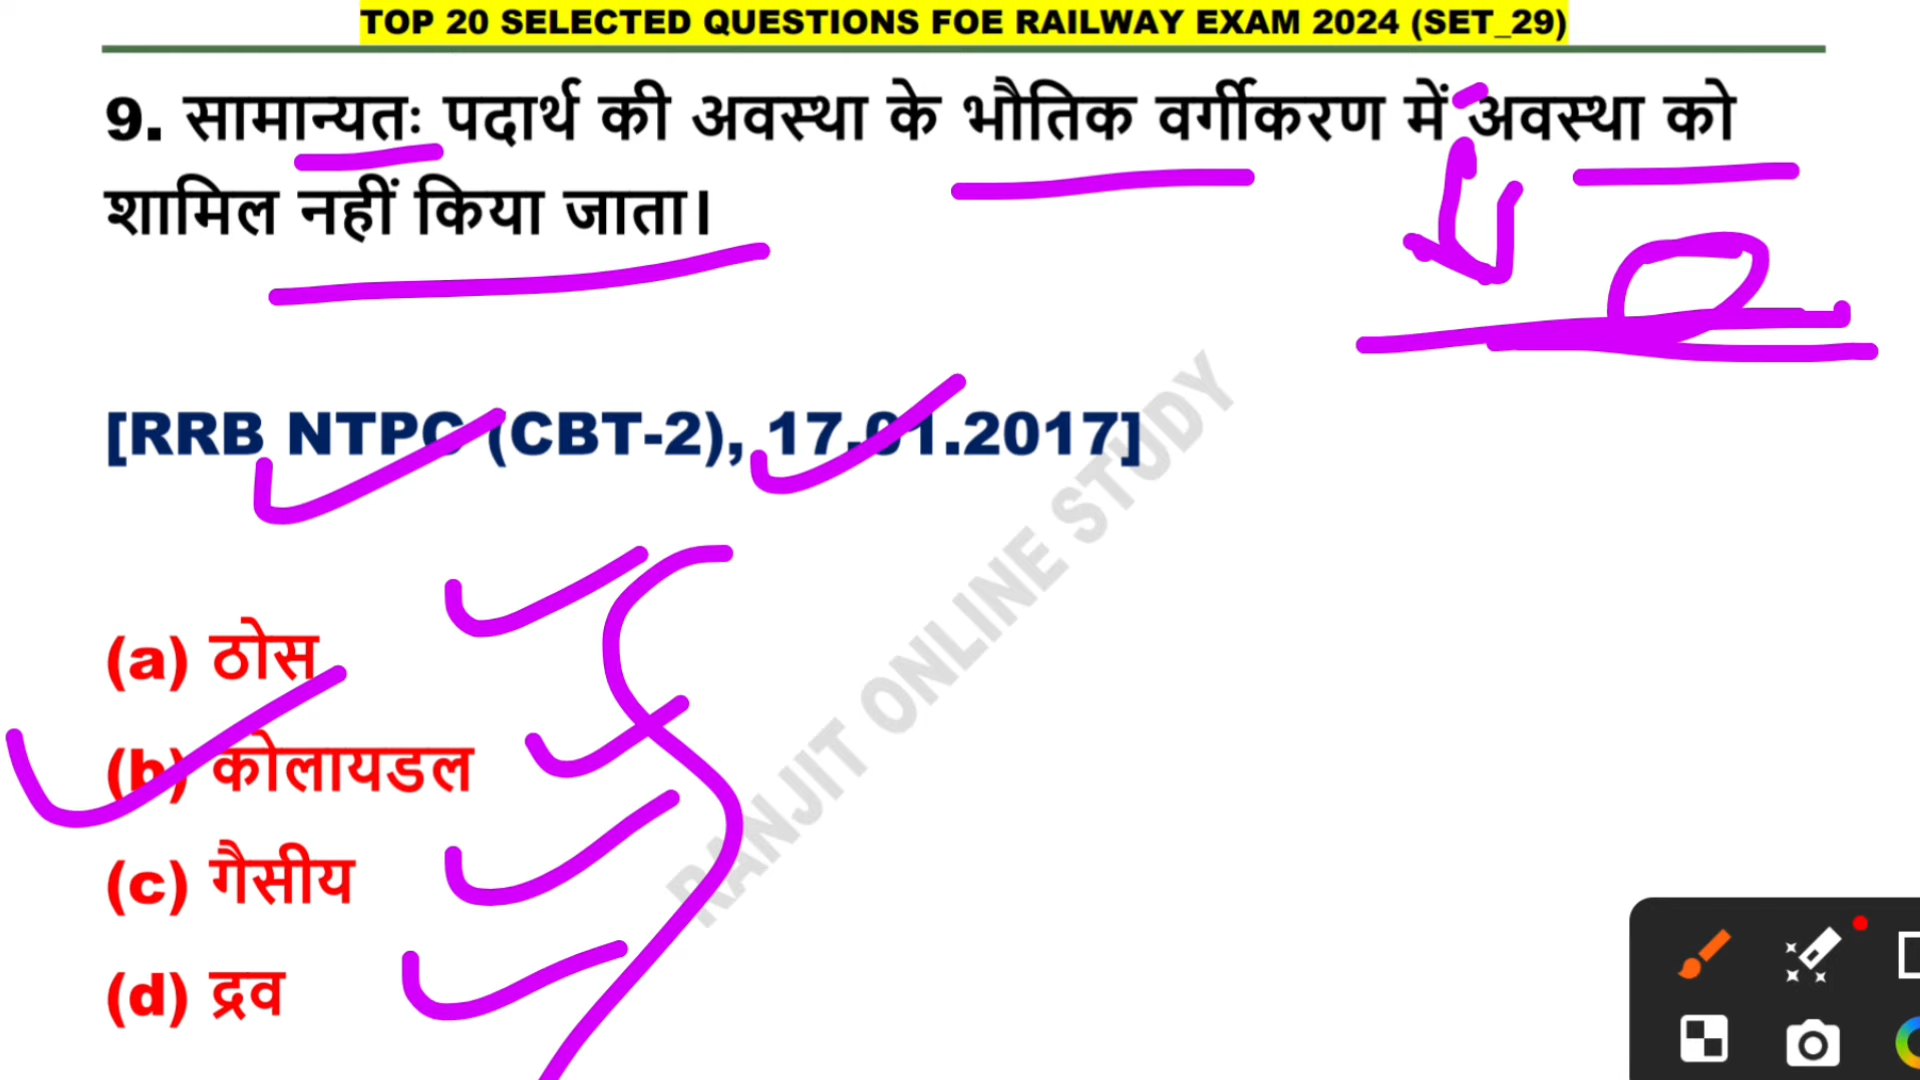 TOP 20 SELECTED QUESTIONS FOE RAILWAY EXAM 2024 (SET_29)
9. सामान्यतः पदार्थ की अवस्था के भौतिक वर्गीकरण में अवस्था को
शामिल नहीं किया जाता।
[RRB NTPC (CBT-2), 17.01.2017]
(a) ठोस
(b) कोलायडल
(c) गैसीय
(d) द्रव
RANJIT ONLINE STUDY